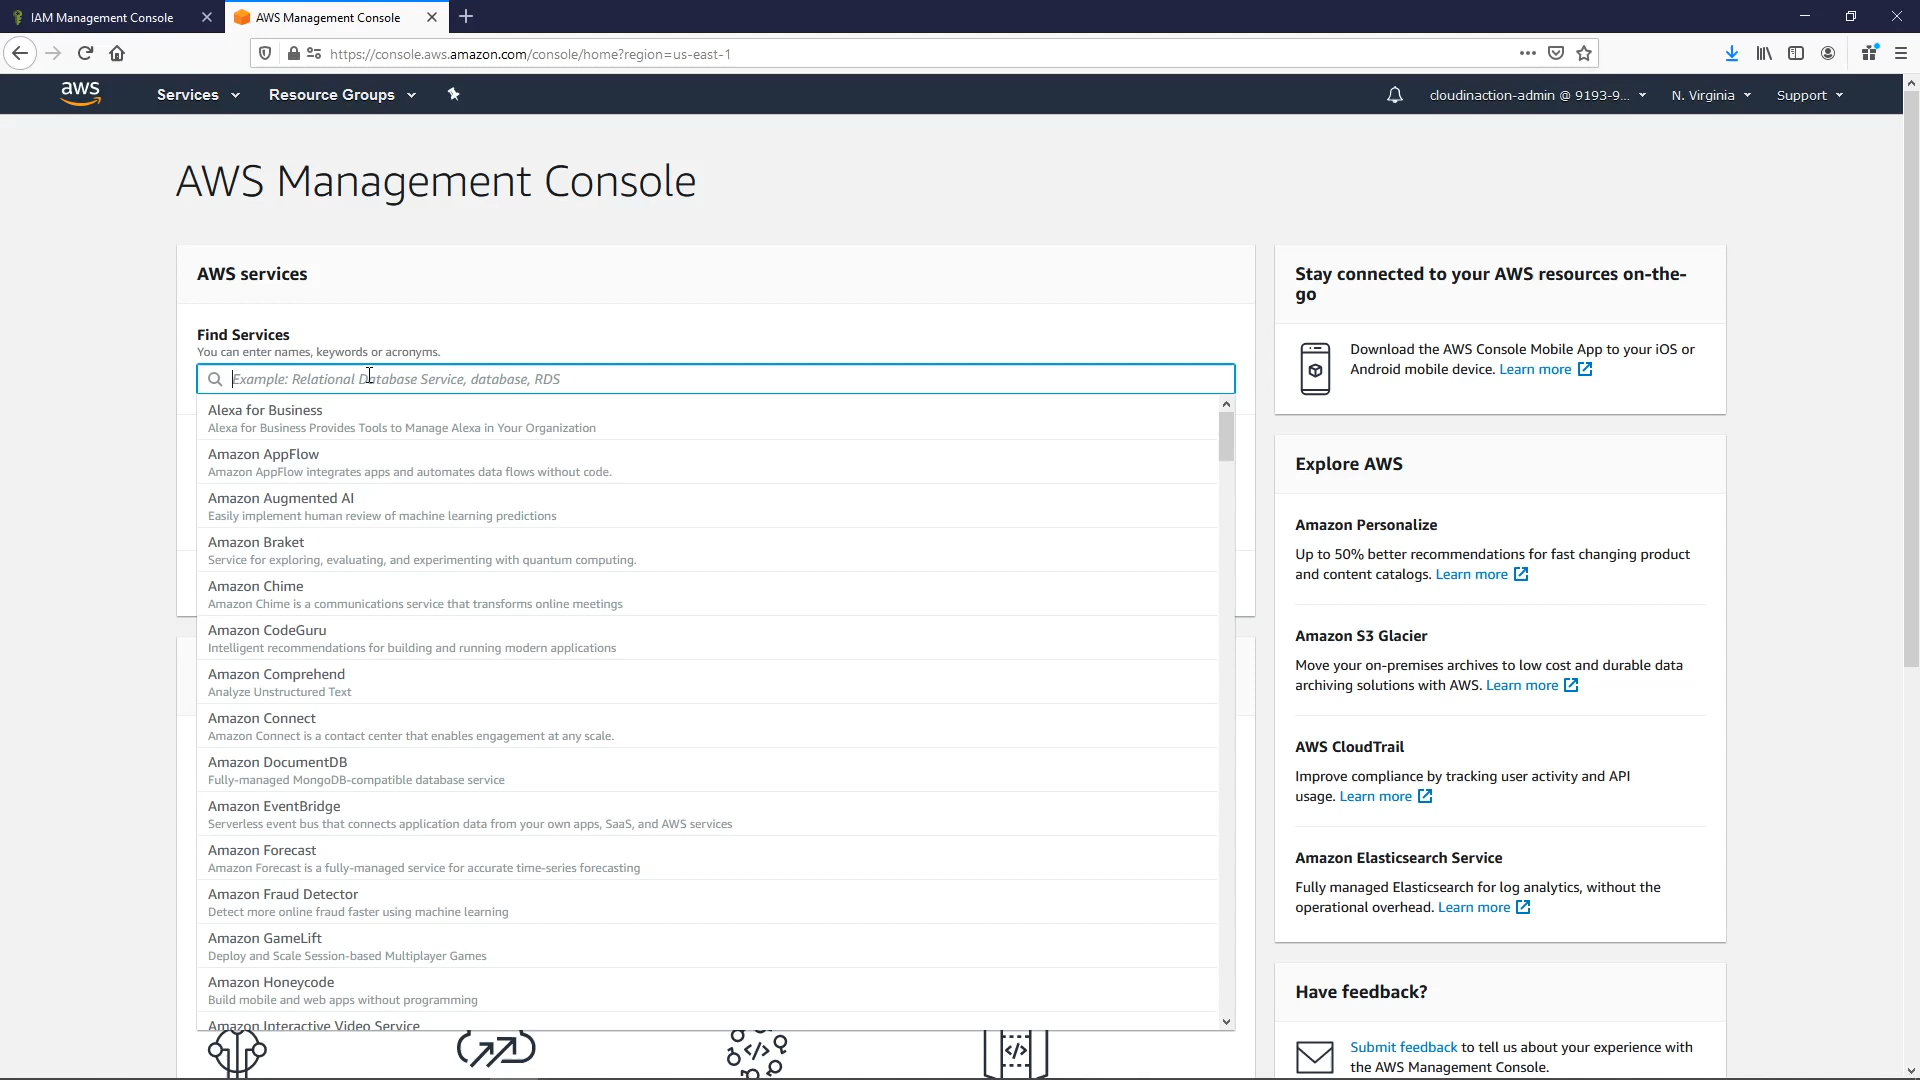 IAM Management Console
AWS Management Console
https://console.aws.amazon.com/console/home?region=us-east-1
aws
Services
Resource Groups
cloudinaction-admin @ 9193-9...
N. Virginia
Support
AWS Management Console
AWS services
Find Services
You can enter names, keywords or acronyms.
Example: Relational Database Service, database, RDS
Alexa for Business
Alexa for Business Provides Tools to Manage Alexa in Your Organization
Amazon AppFlow
Amazon AppFlow integrates apps and automates data flows without code.
Amazon Augmented AI
Easily implement human review of machine learning predictions
Amazon Braket
Service for exploring, evaluating, and experimenting with quantum computing.
Amazon Chime
Amazon Chime is a communications service that transforms online meetings
Amazon CodeGuru
Intelligent recommendations for building and running modern applications
Amazon Comprehend
Analyze Unstructured Text
Amazon Connect
Amazon Connect is a contact center that enables engagement at any scale.
Amazon DocumentDB
Fully-managed MongoDB-compatible database service
Amazon EventBridge
Serverless event bus that connects application data from your own apps, SaaS, and AWS services
Amazon Forecast
Amazon Forecast is a fully-managed service for accurate time-series forecasting
Amazon Fraud Detector
Detect more online fraud faster using machine learning
Amazon GameLift
Deploy and Scale Session-based Multiplayer Games
Amazon Honeycode
Build mobile and web apps without programming
Amazon Interactive Video Service
Stay connected to your AWS resources on-the-
go
Download the AWS Console Mobile App to your iOS or
Android mobile device. Learn more
Explore AWS
Amazon Personalize
Up to 50% better recommendations for fast changing product
and content catalogs. Learn more
Amazon S3 Glacier
Move your on-premises archives to low cost and durable data
archiving solutions with AWS. Learn more
AWS CloudTrail
Improve compliance by tracking user activity and API
usage. Learn more
Amazon Elasticsearch Service
Fully managed Elasticsearch for log analytics, without the
operational overhead. Learn more
Have feedback?
Submit feedback to tell us about your experience with
the AWS Management Console.